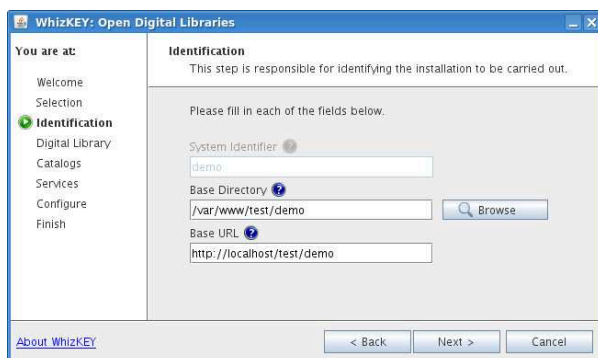 WhizKEY: Open Digital Libraries
You are at:
Welcome
Selection
Identification
Digital Library
Catalogs
Services
Configure
Finish
About WhizKEY
Identification
This step is responsible for identifying the installation to be carried out.
Please fill in each of the fields below.
System Identifier ?
demo
Base Directory ?
/var/www/test/demo
Browse
Base URL ?
http://localhost/test/demo
< Back
Next >
Cancel